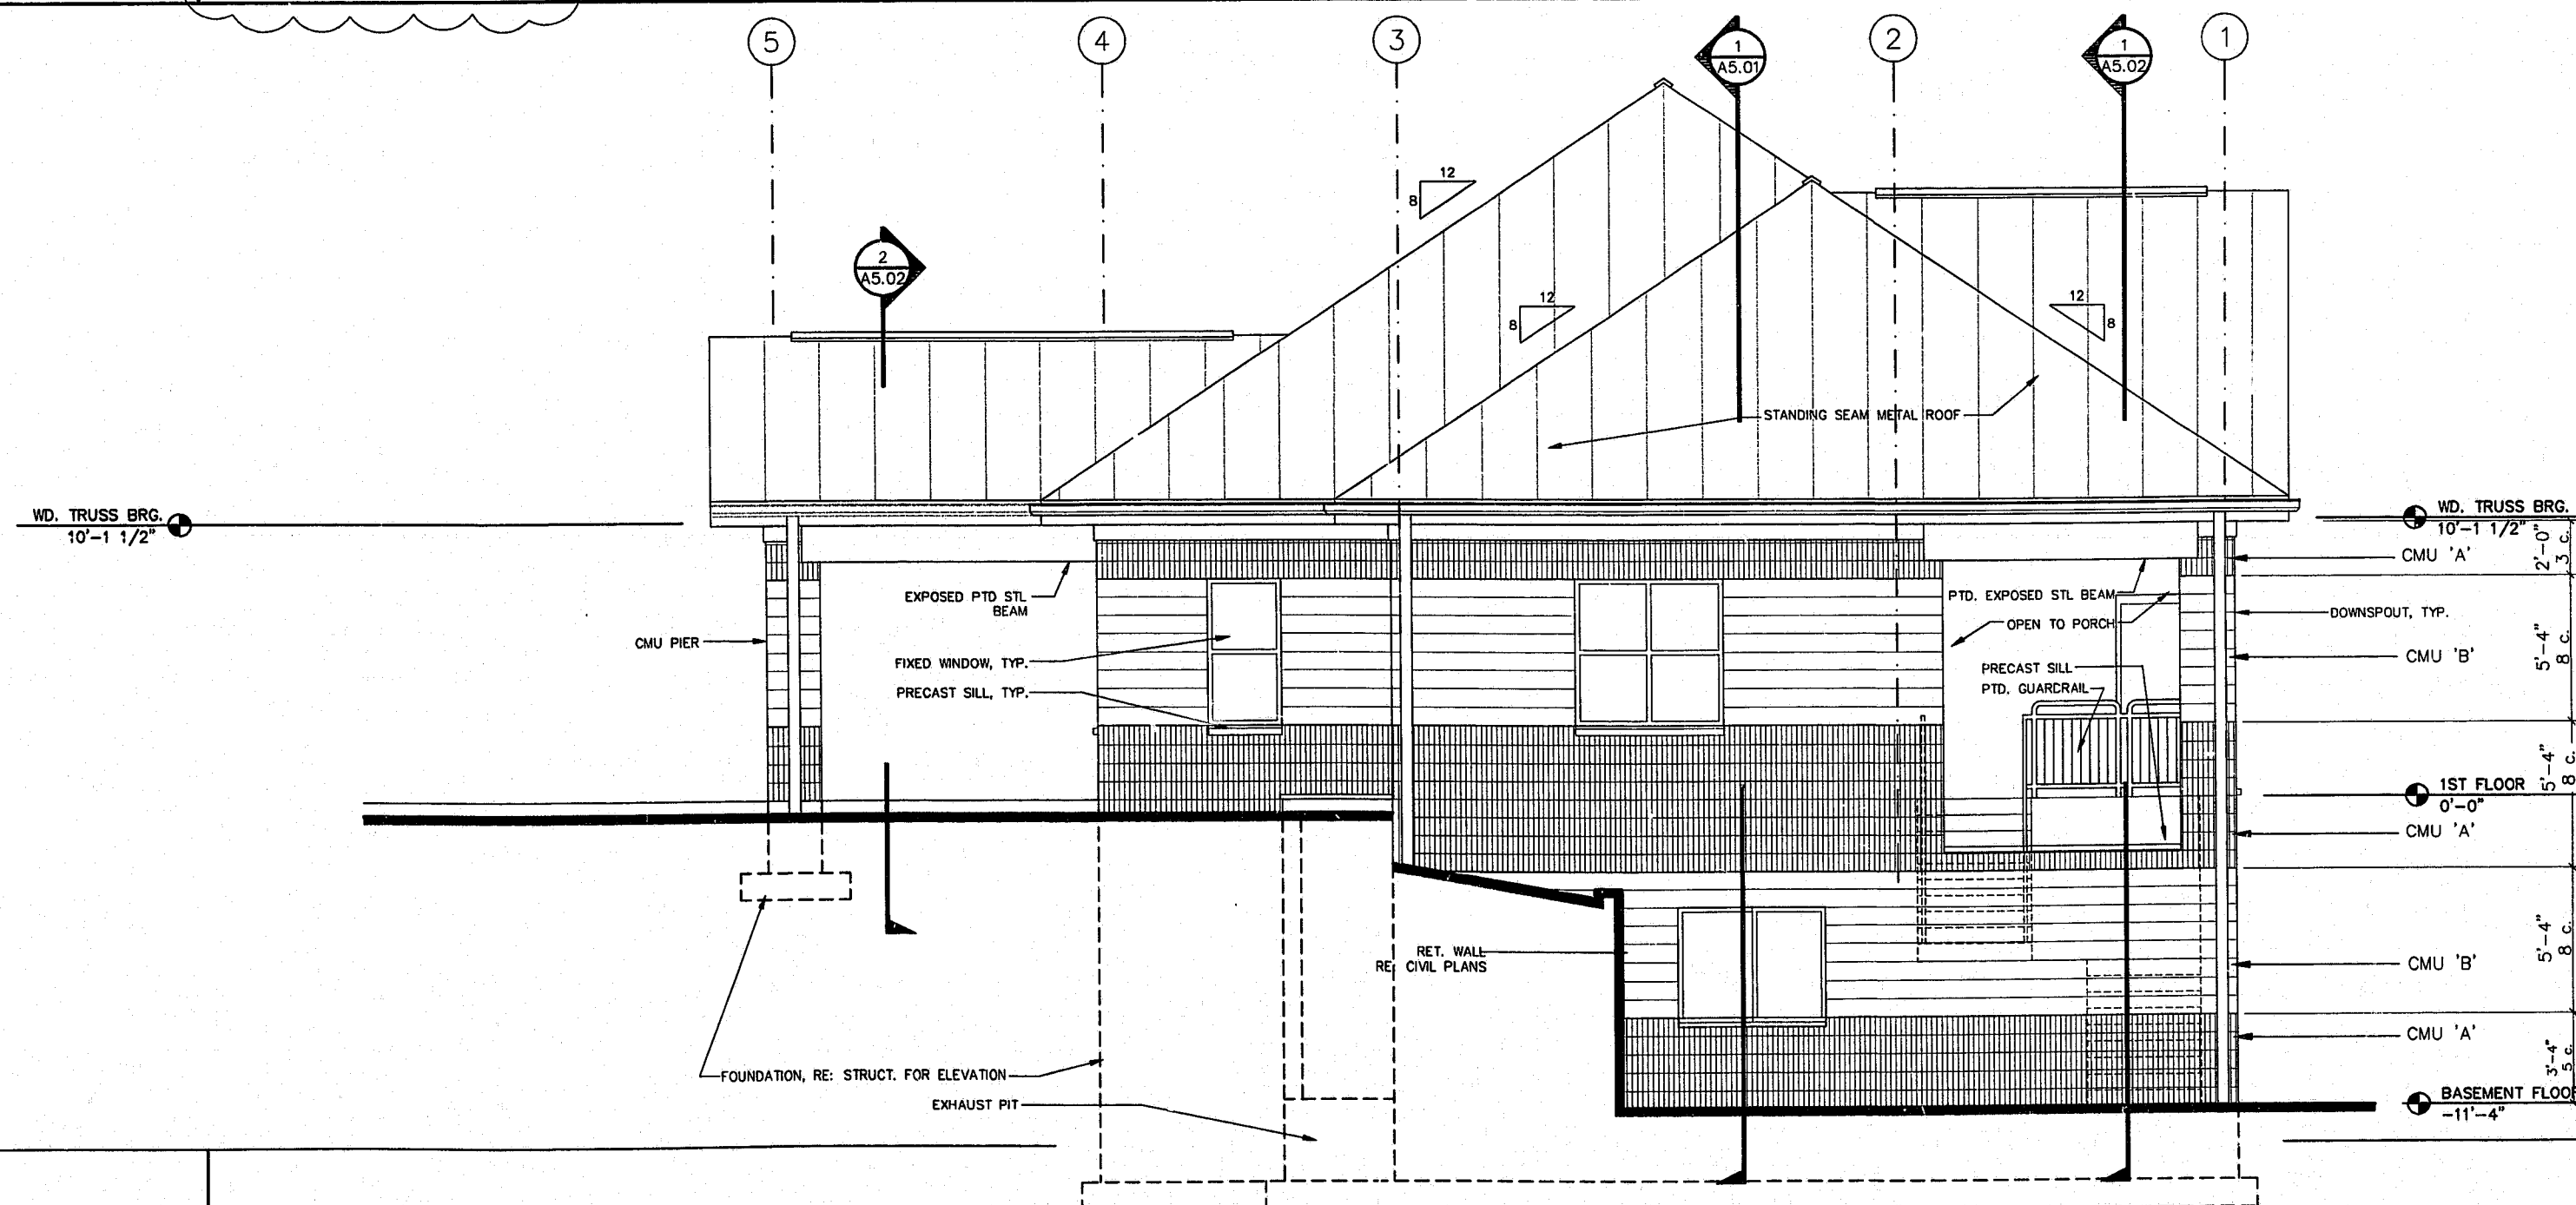 5
4
3
1
A5.01
2
1
A5.02
1
12
8
2
A5.02
12
8
12
8
STANDING SEAM METAL ROOF
WD. TRUSS BRG.
10'-1 1/2"
WD. TRUSS BRG.
10'-1 1/2"
2'-0"
3 c.
CMU 'A'
EXPOSED PTD STL
BEAM
PTD. EXPOSED STL BEAM
OPEN TO PORCH
DOWNSPOUT, TYP.
CMU PIER
FIXED WINDOW, TYP.
PRECAST SILL, TYP.
PRECAST SILL
PTD. GUARDRAIL
CMU 'B'
5'-4"
8 c.
5'-4"
8 c.
1ST FLOOR
0'-0"
CMU 'A'
RET. WALL
RE: CIVIL PLANS
CMU 'B'
5'-4"
8 c.
CMU 'A'
3'-4"
5 c.
FOUNDATION, RE: STRUCT. FOR ELEVATION
EXHAUST PIT
BASEMENT FLOOR
-11'-4"